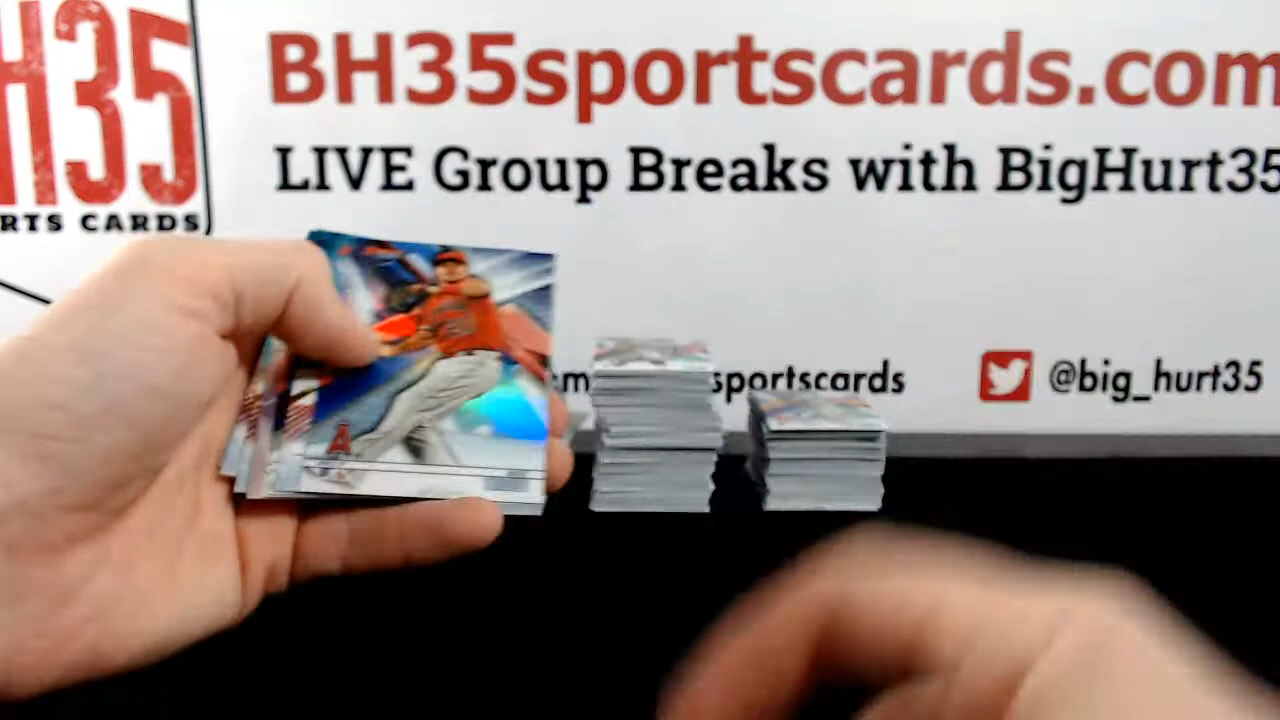 H35
RTS CARDS
BH35sportscards.com
LIVE Group Breaks with BigHurt35
sportscards
@big_hurt35
A